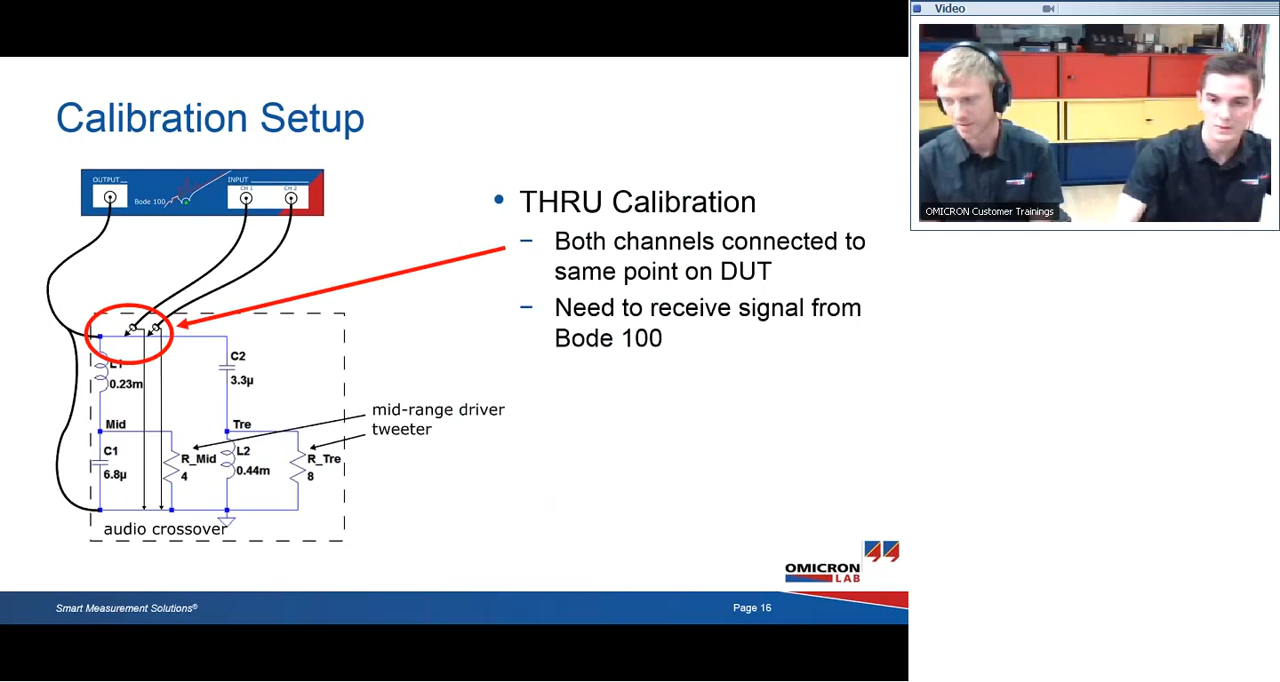 Video
Calibration Setup
OUTPUT
INPUT
CH 1
CH 2
Bode 100
• THRU Calibration
– Both channels connected to
same point on DUT
– Need to receive signal from
Bode 100
OMICRON Customer Trainings
L1
0.23m
C2
3.3µ
Mid
Tre
mid-range driver
tweeter
C1
6.8µ
R_Mid
4
L2
0.44m
R_Tre
8
audio crossover
OMICRON
LAB
Smart Measurement Solutions®
Page 16